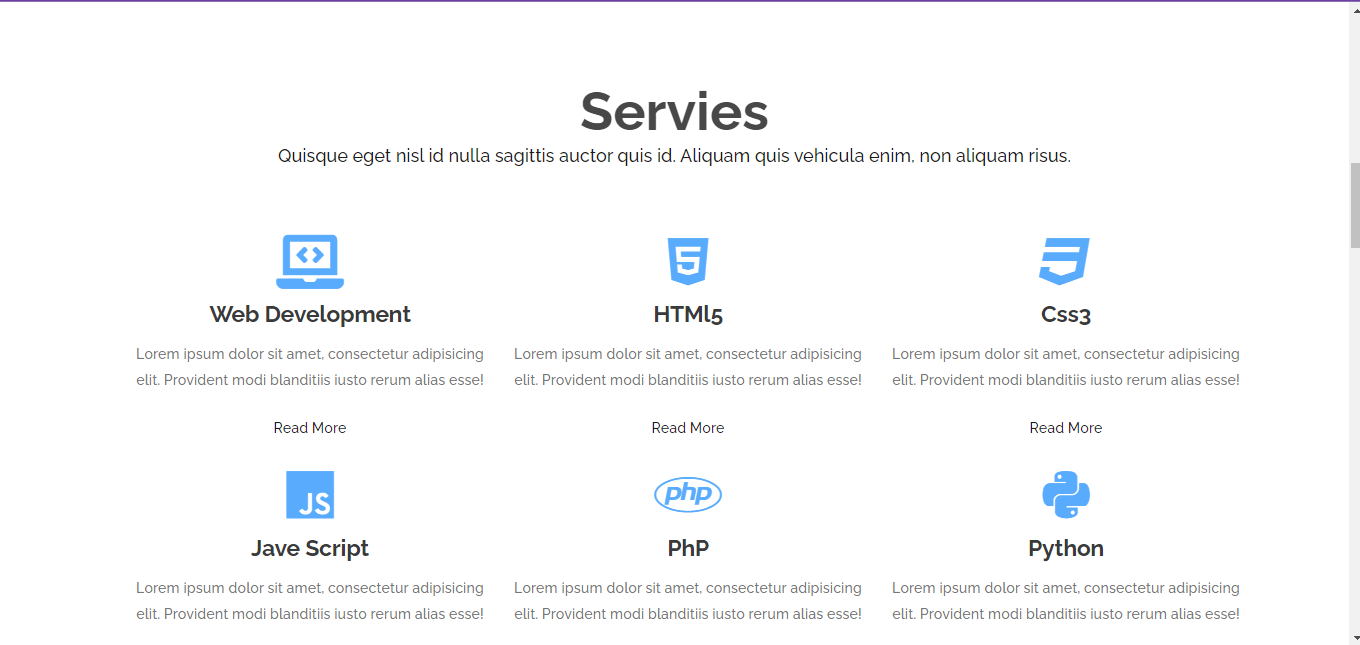 Servies
Quisque eget nisl id nulla sagittis auctor quis id. Aliquam quis vehicula enim, non aliquam risus.
Web Development
Lorem ipsum dolor sit amet, consectetur adipisicing
elit. Provident modi blanditiis iusto rerum alias esse!
Read More
HTMl5
Lorem ipsum dolor sit amet, consectetur adipisicing
elit. Provident modi blanditiis iusto rerum alias esse!
Read More
Css3
Lorem ipsum dolor sit amet, consectetur adipisicing
elit. Provident modi blanditiis iusto rerum alias esse!
Read More
JS
Jave Script
Lorem ipsum dolor sit amet, consectetur adipisicing
elit. Provident modi blanditiis iusto rerum alias esse!
php
PhP
Lorem ipsum dolor sit amet, consectetur adipisicing
elit. Provident modi blanditiis iusto rerum alias esse!
Python
Lorem ipsum dolor sit amet, consectetur adipisicing
elit. Provident modi blanditiis iusto rerum alias esse!